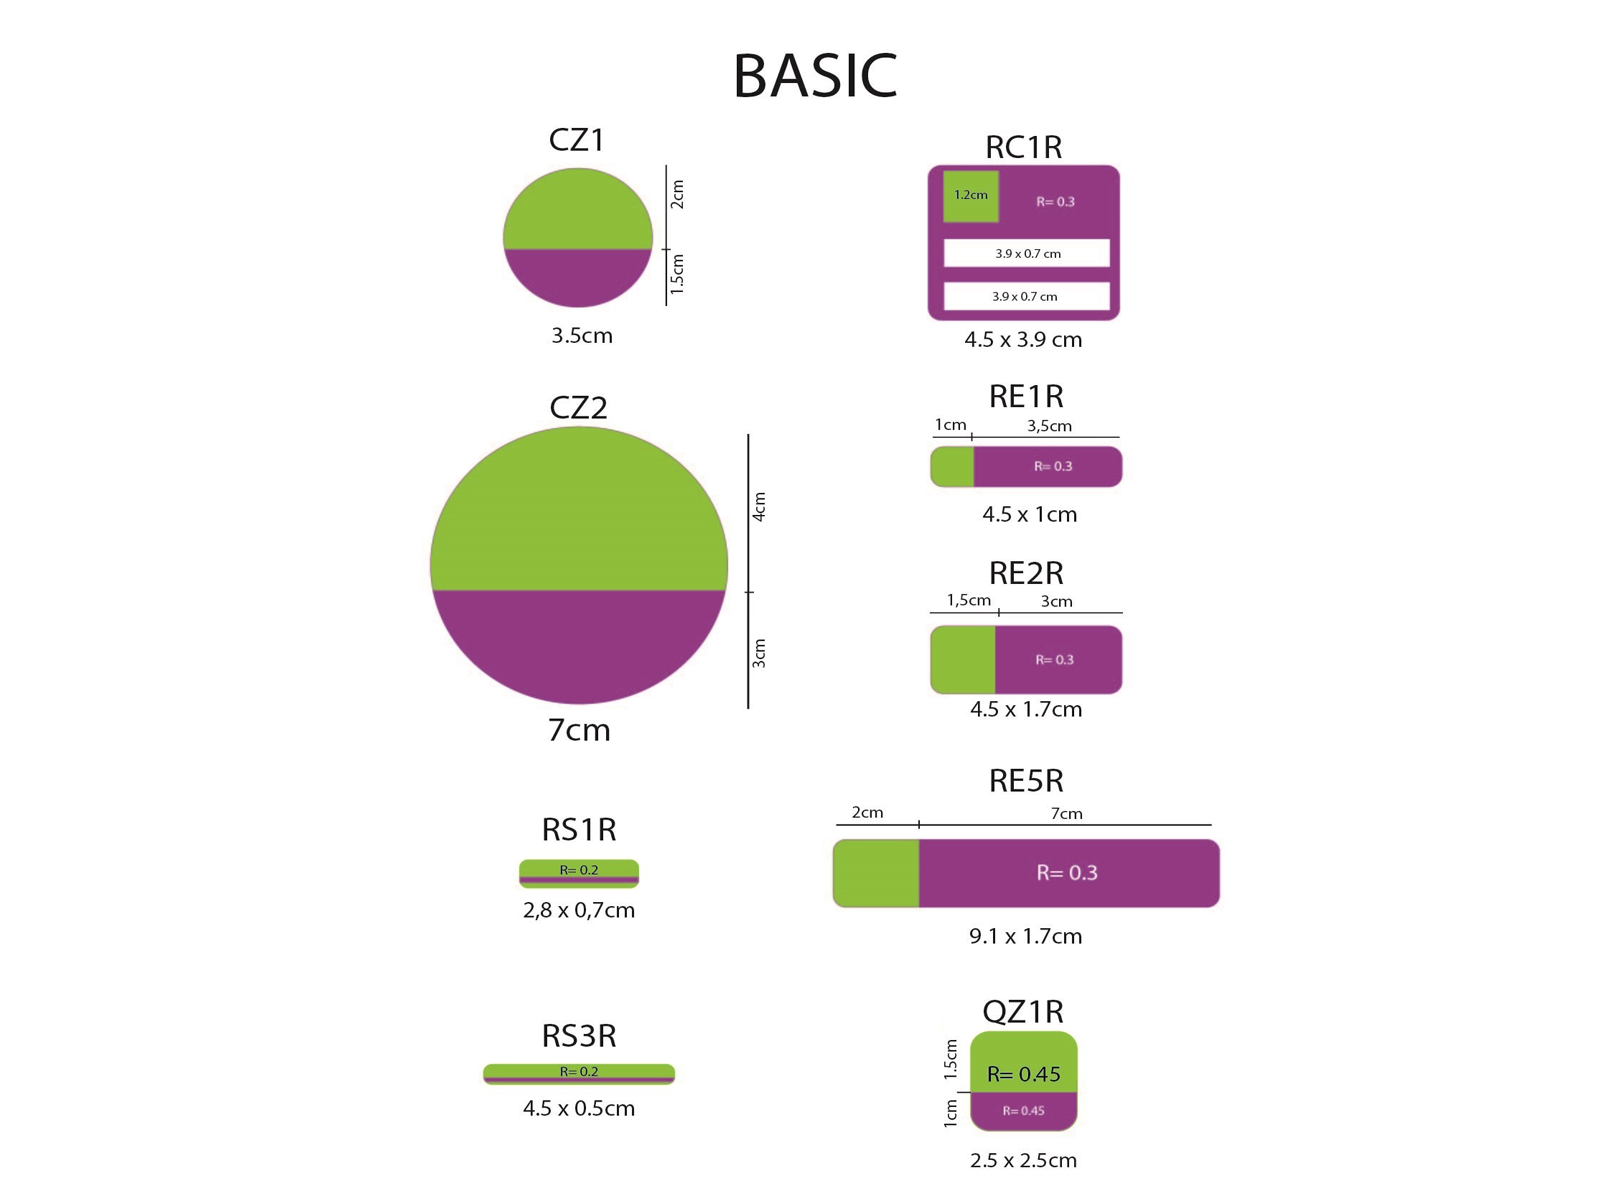 BASIC
CZ1
2cm
1.5cm
3.5cm
CZ2
4cm
3cm
7cm
RS1R
R= 0.2
2,8 x 0,7cm
RS3R
R= 0.2
4.5 x 0.5cm
RC1R
1.2cm
R= 0.3
3.9 x 0.7 cm
3.9 x 0.7 cm
4.5 x 3.9 cm
RE1R
1cm 3,5cm
R= 0.3
4.5 x 1cm
RE2R
1,5cm 3cm
R= 0.3
4.5 x 1.7cm
RE5R
2cm 7cm
R= 0.3
9.1 x 1.7cm
QZ1R
1.5cm
R= 0.45
1cm
R= 0.45
2.5 x 2.5cm